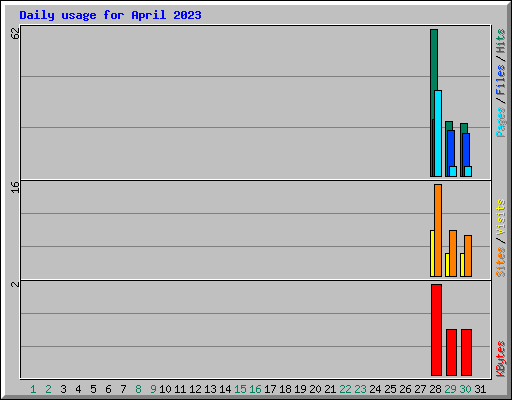 Daily usage for April 2023
62
Pages / Files / Hits
16
Sites / Visits
2
KBytes
1 2 3 4 5 6 7 8 9 10 11 12 13 14 15 16 17 18 19 20 21 22 23 24 25 26 27 28 29 30 31